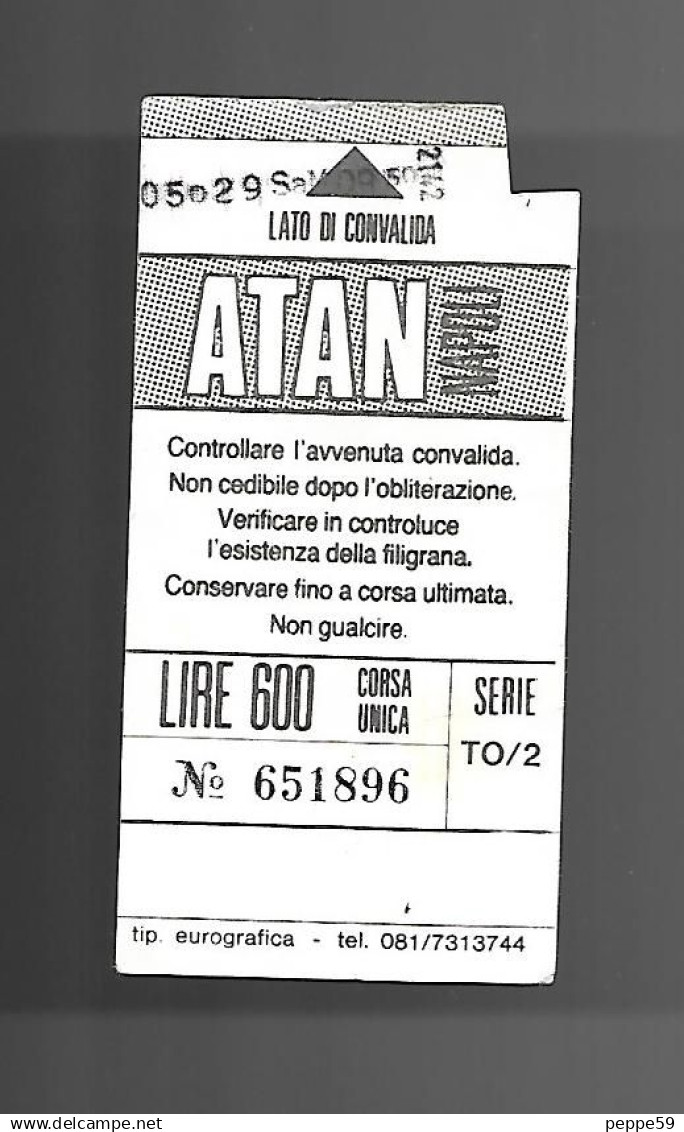 05029
LATO DI CONVALIDA
ATAN NAPOLI
Controllare l'avvenuta convalida.
Non cedibile dopo l'obliterazione.
Verificare in controluce
l'esistenza della filigrana.
Conservare fino a corsa ultimata.
Non gualcire.
LIRE 600 CORSA UNICA
SERIE TO/2
Nº 651896
tip. eurografica - tel. 081/7313744
delcampe.net
peppe59